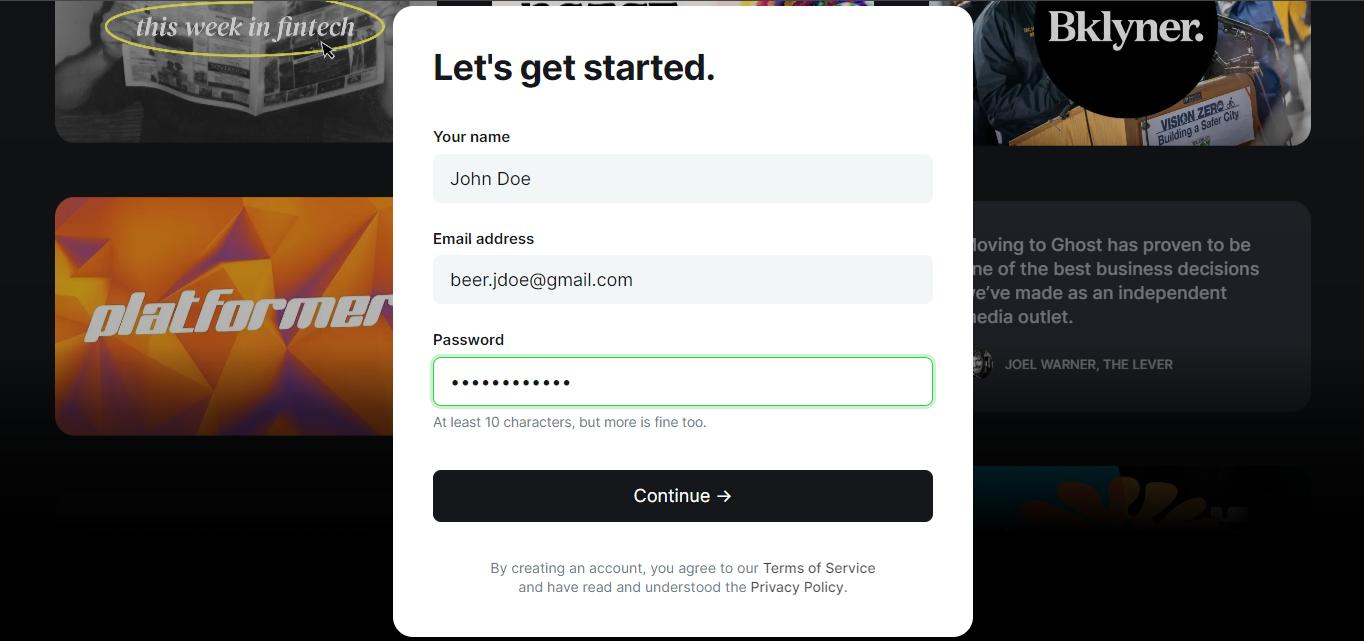 this week in fintech
Bklyner.
VISION ZERO
Building a Safer City
Let's get started.
Your name
John Doe
Email address
beer.jdoe@gmail.com
Password
••••••••••••
At least 10 characters, but more is fine too.
Continue →
By creating an account, you agree to our Terms of Service
and have read and understood the Privacy Policy.
platformer
oving to Ghost has proven to be
ne of the best business decisions
e've made as an independent
edia outlet.
JOEL WARNER, THE LEVER